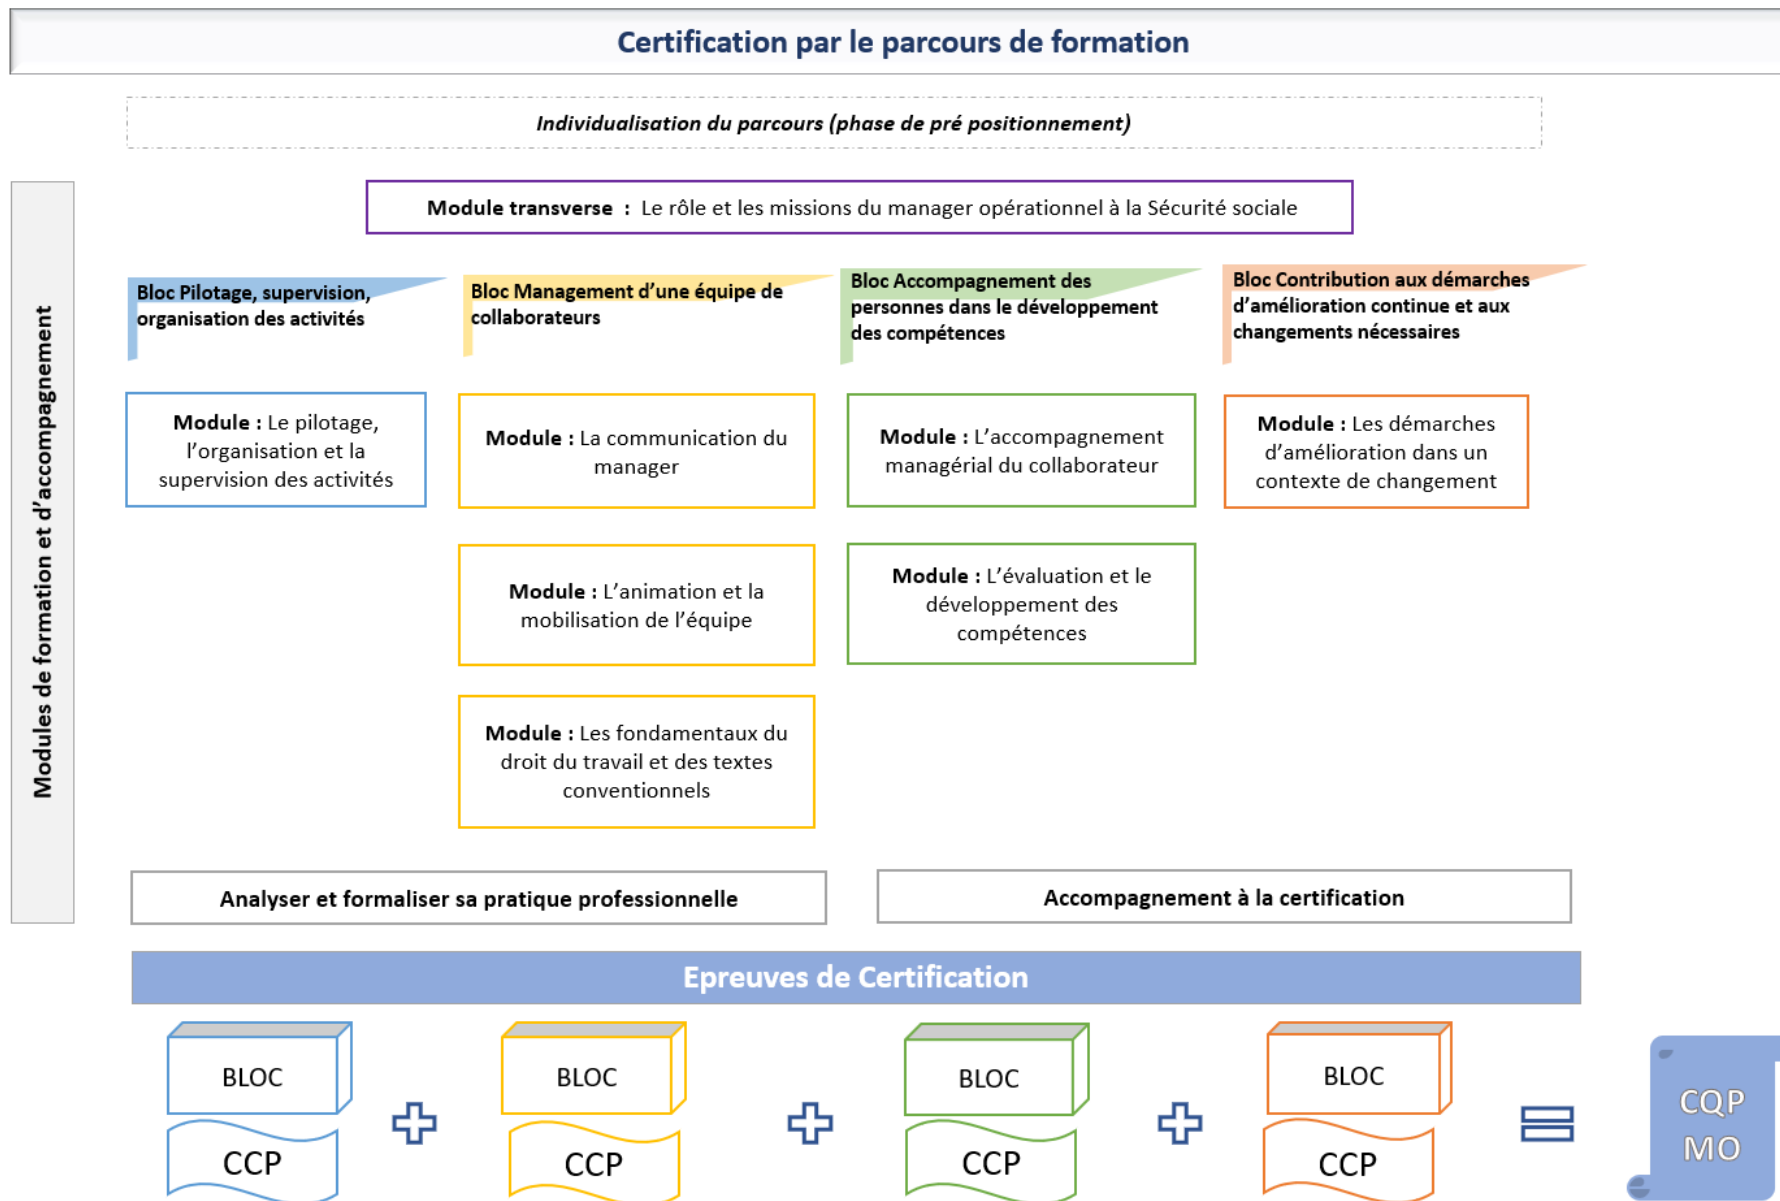 Certification par le parcours de formation
Individualisation du parcours (phase de pré positionnement)
Modules de formation et d’accompagnement
Module transverse : Le rôle et les missions du manager opérationnel à la Sécurité sociale
Bloc Pilotage, supervision,
organisation des activités
Bloc Management d’une équipe de
collaborateurs
Bloc Accompagnement des
personnes dans le développement
des compétences
Bloc Contribution aux démarches
d’amélioration continue et aux
changements nécessaires
Module : Le pilotage,
l’organisation et la
supervision des activités
Module : La communication du
manager
Module : L’accompagnement
managérial du collaborateur
Module : Les démarches
d’amélioration dans un
contexte de changement
Module : L’animation et la
mobilisation de l’équipe
Module : L’évaluation et le
développement des
compétences
Module : Les fondamentaux du
droit du travail et des textes
conventionnels
Analyser et formaliser sa pratique professionnelle
Accompagnement à la certification
Epreuves de Certification
BLOC
CCP
BLOC
CCP
BLOC
CCP
BLOC
CCP
CQP
MO